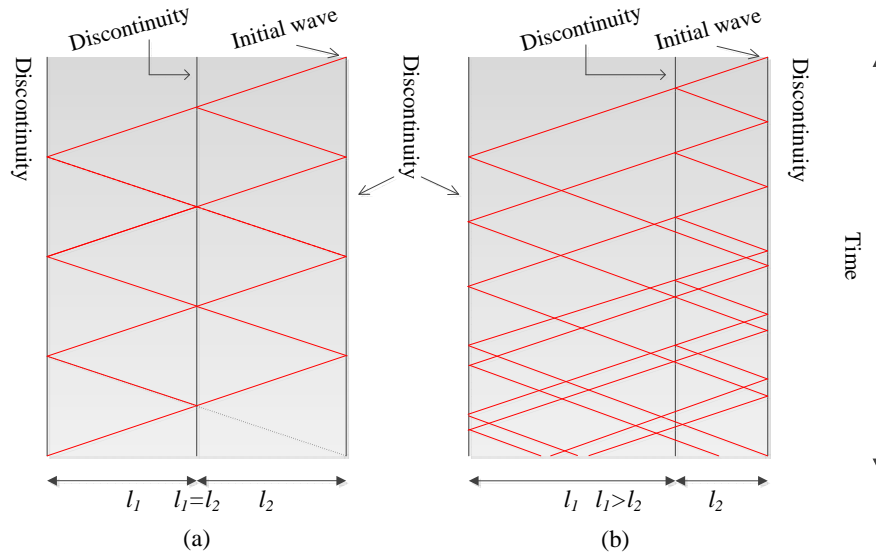 Discontinuity
Initial wave
Discontinuity
Discontinuity
l1
l1=l2
l2
(a)
Discontinuity
Initial wave
Discontinuity
Time
l1
l1>l2
l2
(b)